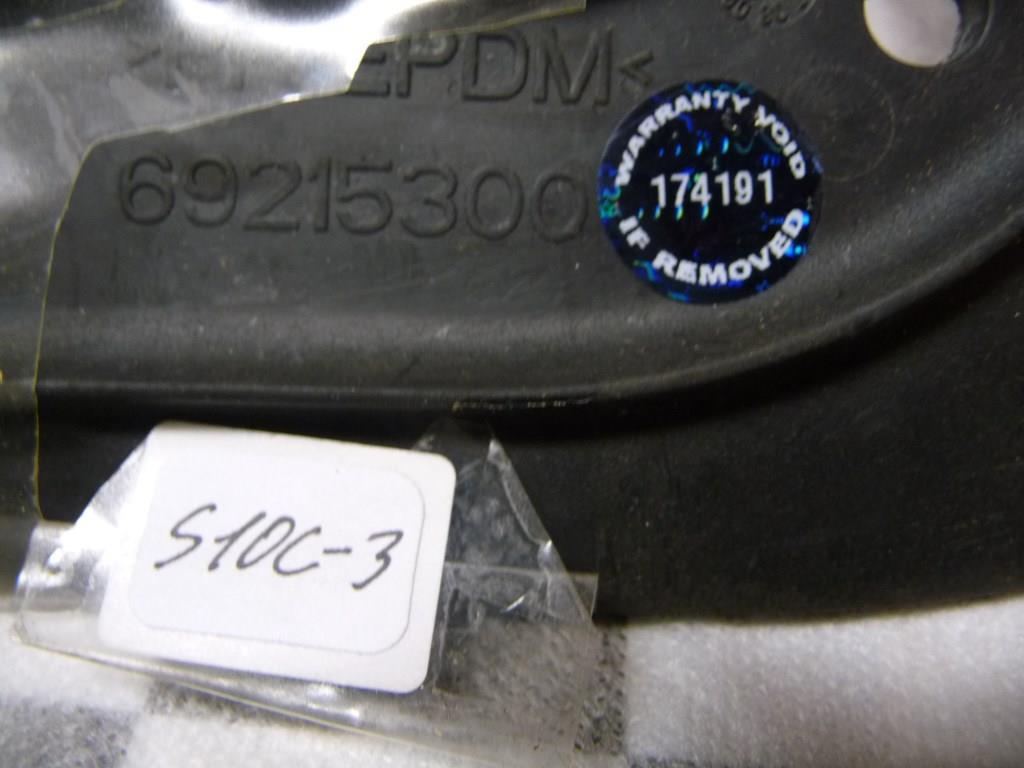 EPDM<
69215300
WARRANTY VOID
174191
IF REMOVED
S10C-3